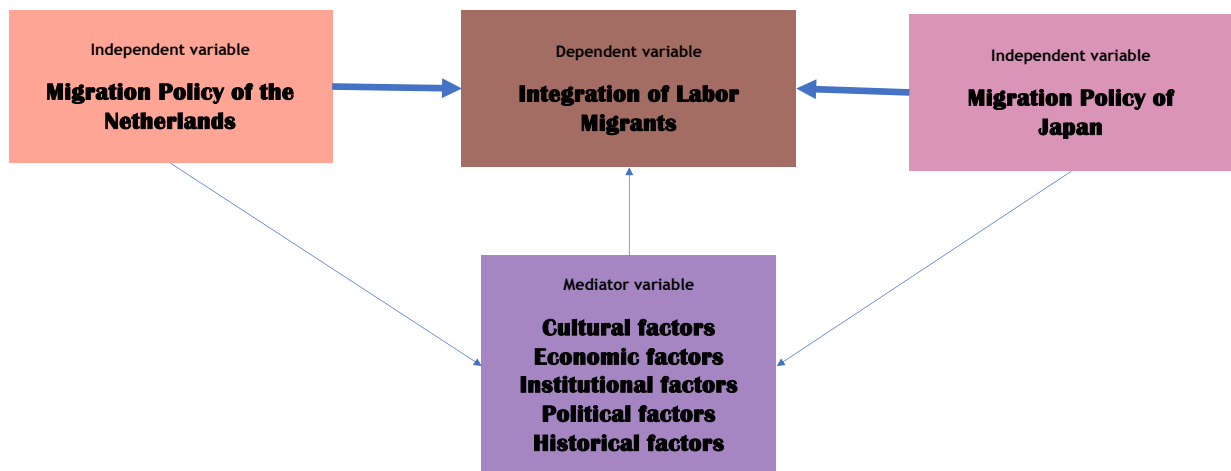 Independent variable
Migration Policy of the
Netherlands
Dependent variable
Integration of Labor
Migrants
Independent variable
Migration Policy of
Japan
Mediator variable
Cultural factors
Economic factors
Institutional factors
Political factors
Historical factors